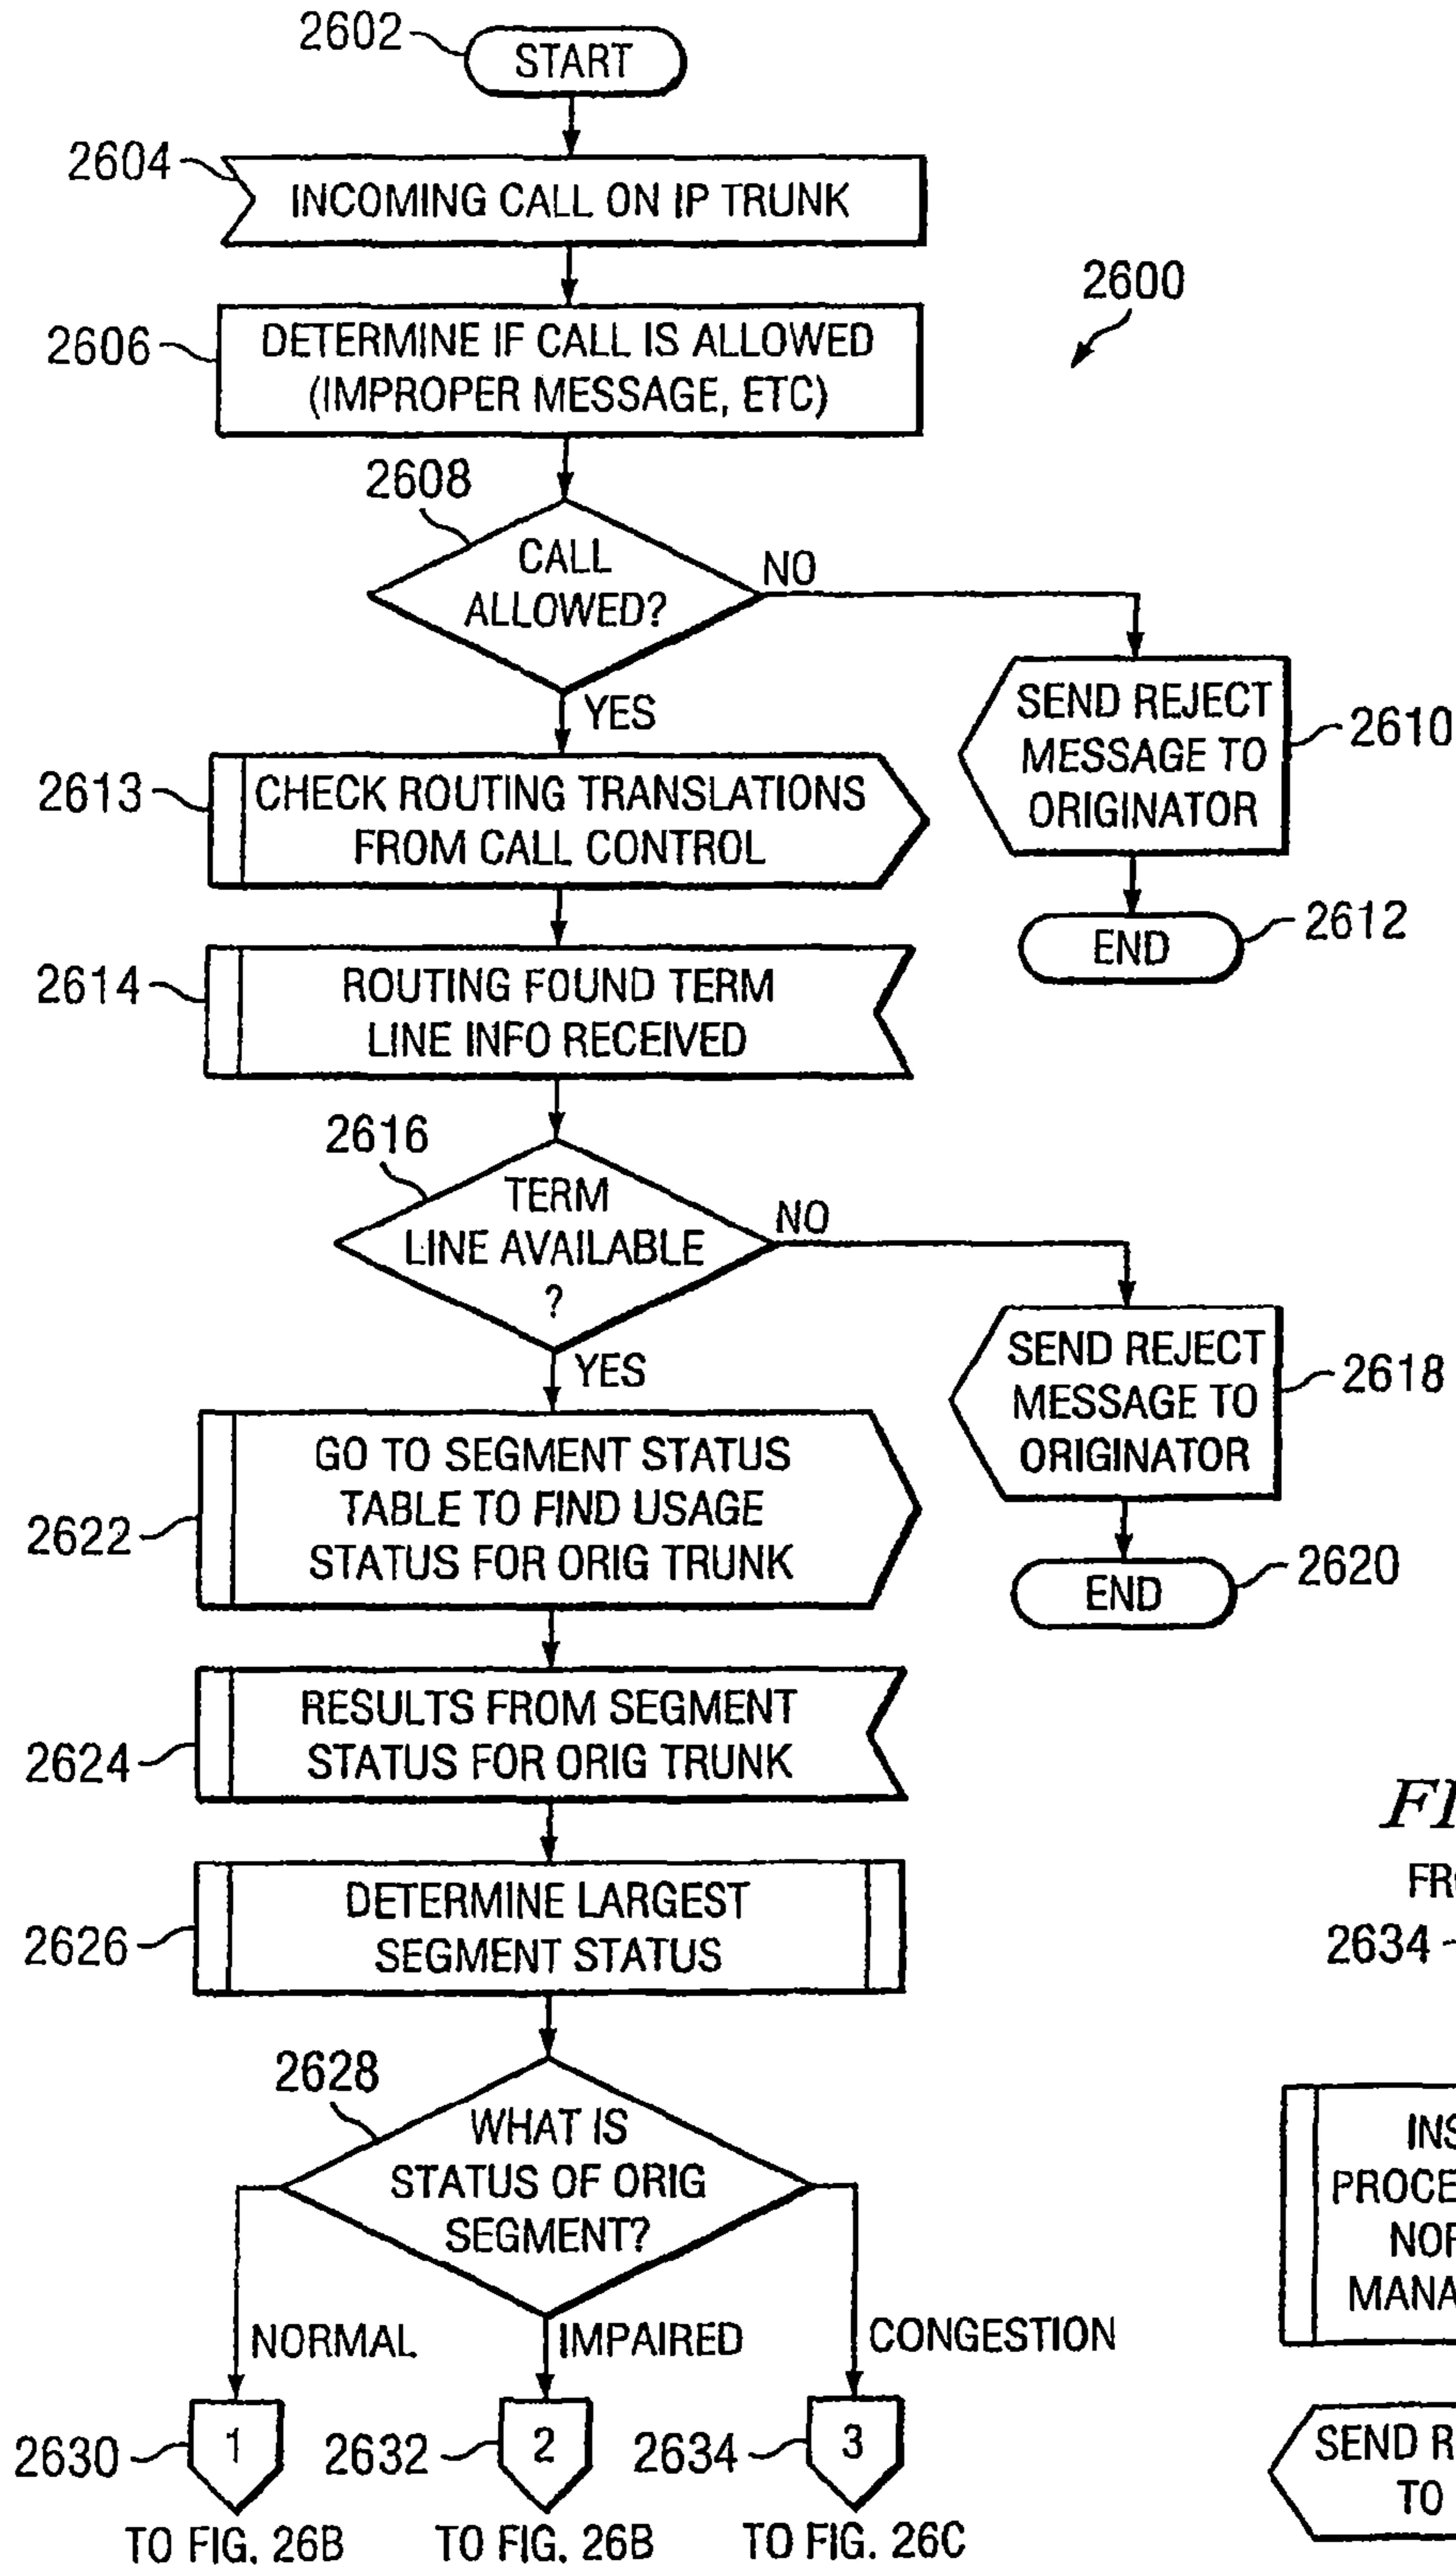 2602
START
2604
INCOMING CALL ON IP TRUNK
2600
2606
DETERMINE IF CALL IS ALLOWED
(IMPROPER MESSAGE, ETC)
2608
CALL
ALLOWED?
NO
YES
SEND REJECT
MESSAGE TO
ORIGINATOR
2610
2613
CHECK ROUTING TRANSLATIONS
FROM CALL CONTROL
END
2612
2614
ROUTING FOUND TERM
LINE INFO RECEIVED
2616
TERM
LINE AVAILABLE
?
NO
YES
SEND REJECT
MESSAGE TO
ORIGINATOR
2618
2622
GO TO SEGMENT STATUS
TABLE TO FIND USAGE
STATUS FOR ORIG TRUNK
END
2620
2624
RESULTS FROM SEGMENT
STATUS FOR ORIG TRUNK
2626
DETERMINE LARGEST
SEGMENT STATUS
2634
2628
WHAT IS
STATUS OF ORIG
SEGMENT?
NORMAL
IMPAIRED
CONGESTION
2630
1
2632
2
2634
3
TO FIG. 26B
TO FIG. 26B
TO FIG. 26C
SEND
TO